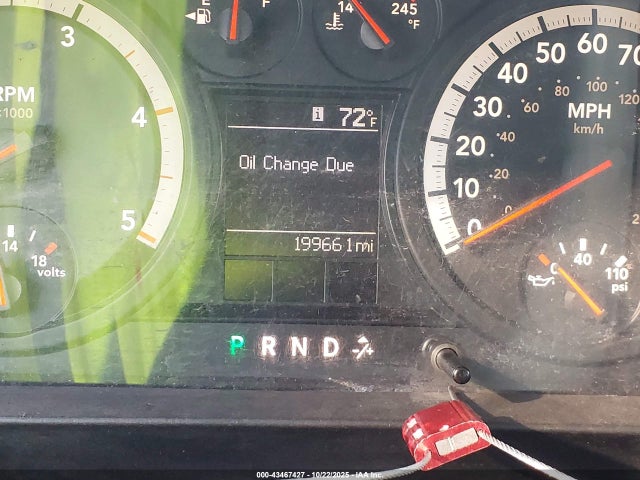 E
14 245 °F
3
4
5
RPM
x1000
14
18
volts
72°F
Oil Change Due
199661mi
P R N D
0 10 20 30 40 50 60 70
0 20 40 60 80 100 120
MPH
km/h
0 40 110
psi
000-43467427 - 10/22/2025 - IAA Inc.